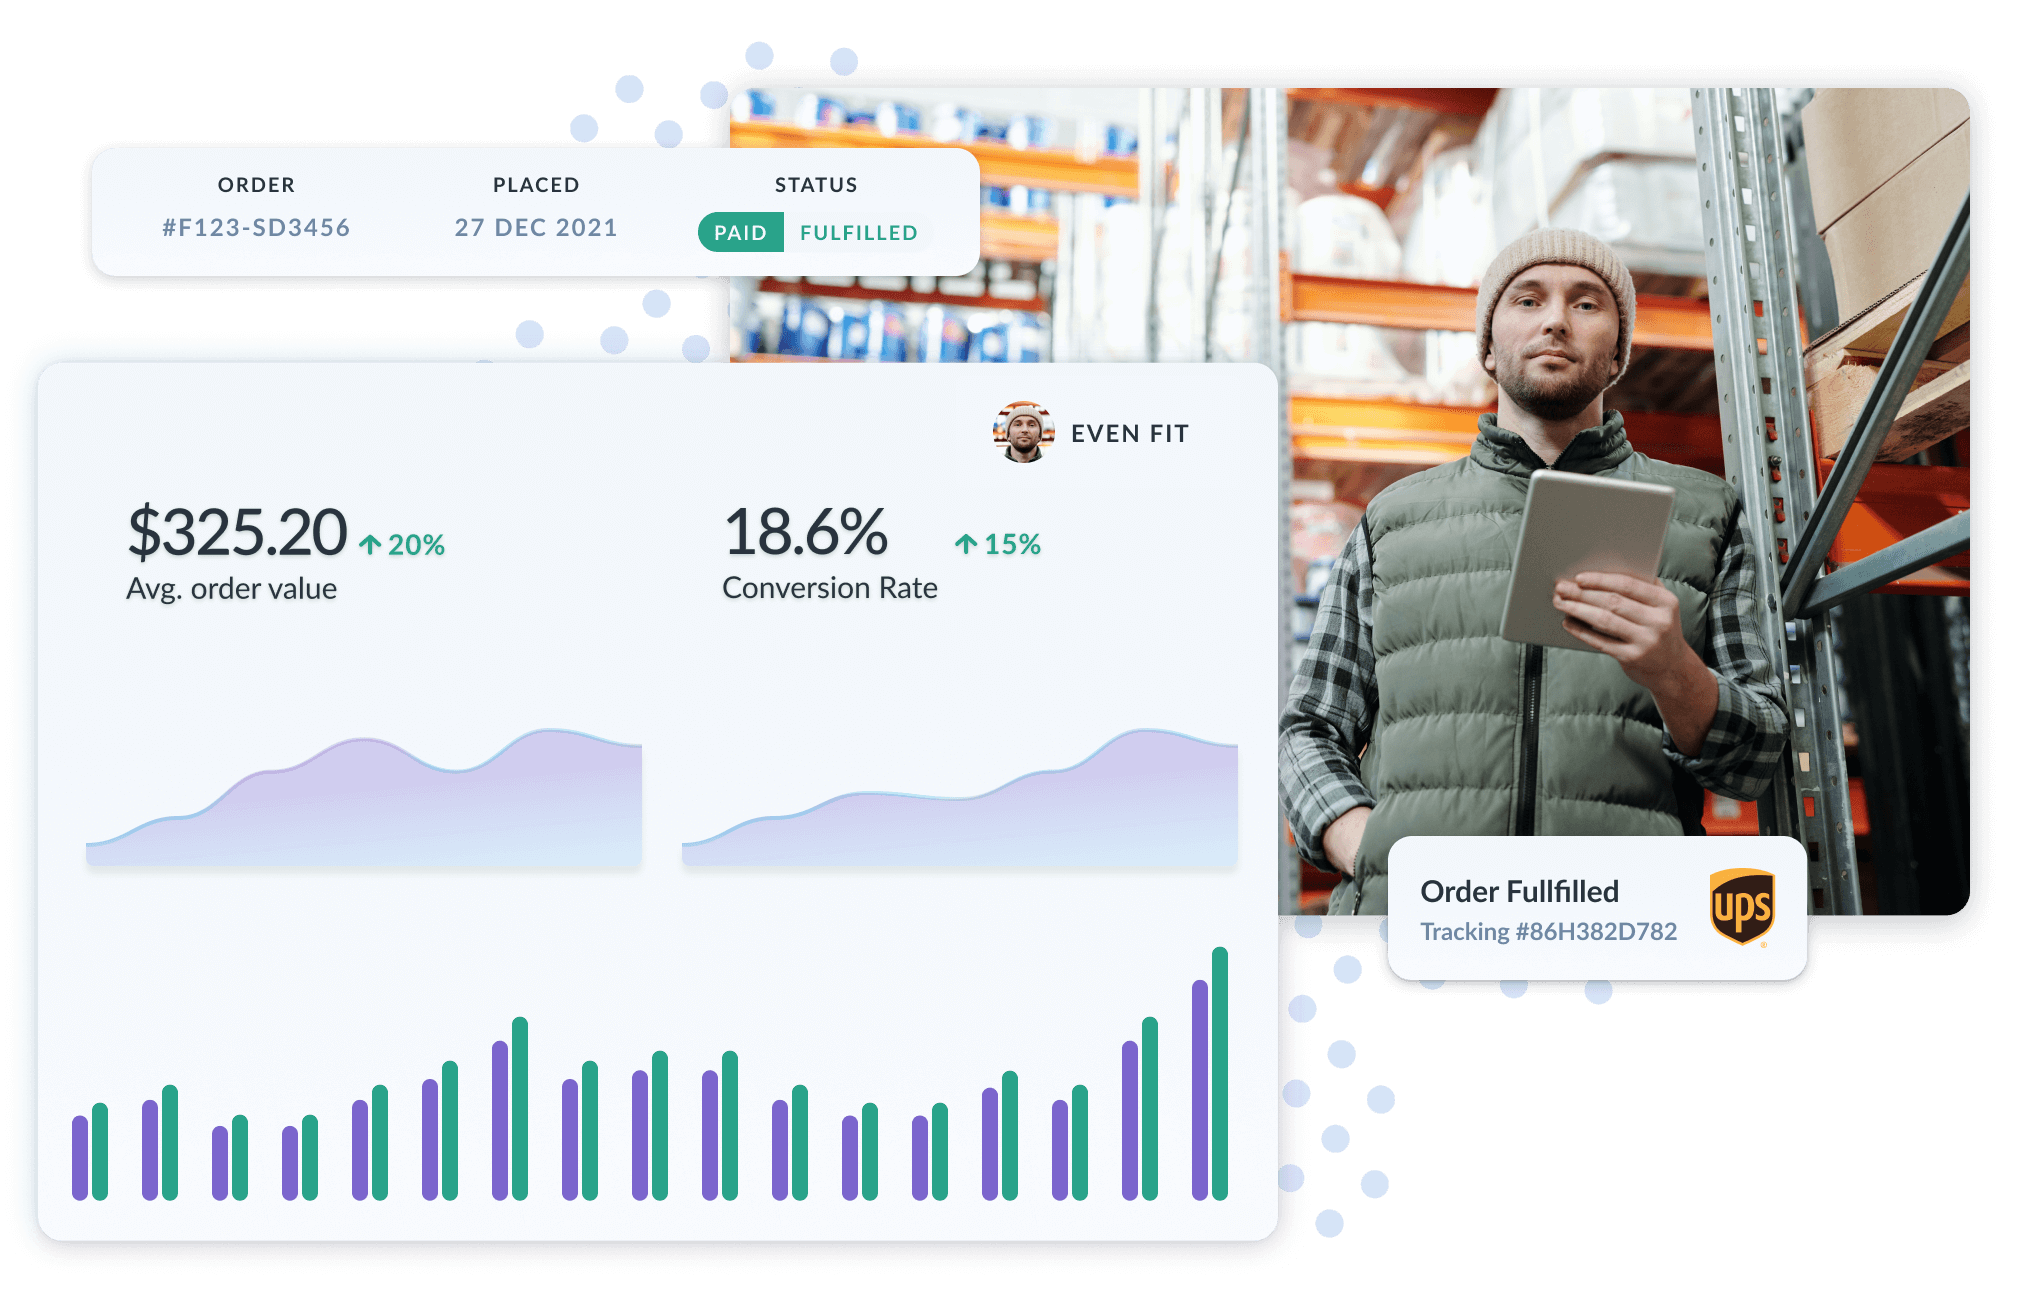 ORDER PLACED STATUS
#F123-SD3456 27 DEC 2021 PAID FULFILLED
EVEN FIT
$325.20 20% 18.6% 15%
Avg. order value Conversion Rate
Order Fullfilled
Tracking #86H382D782
ups